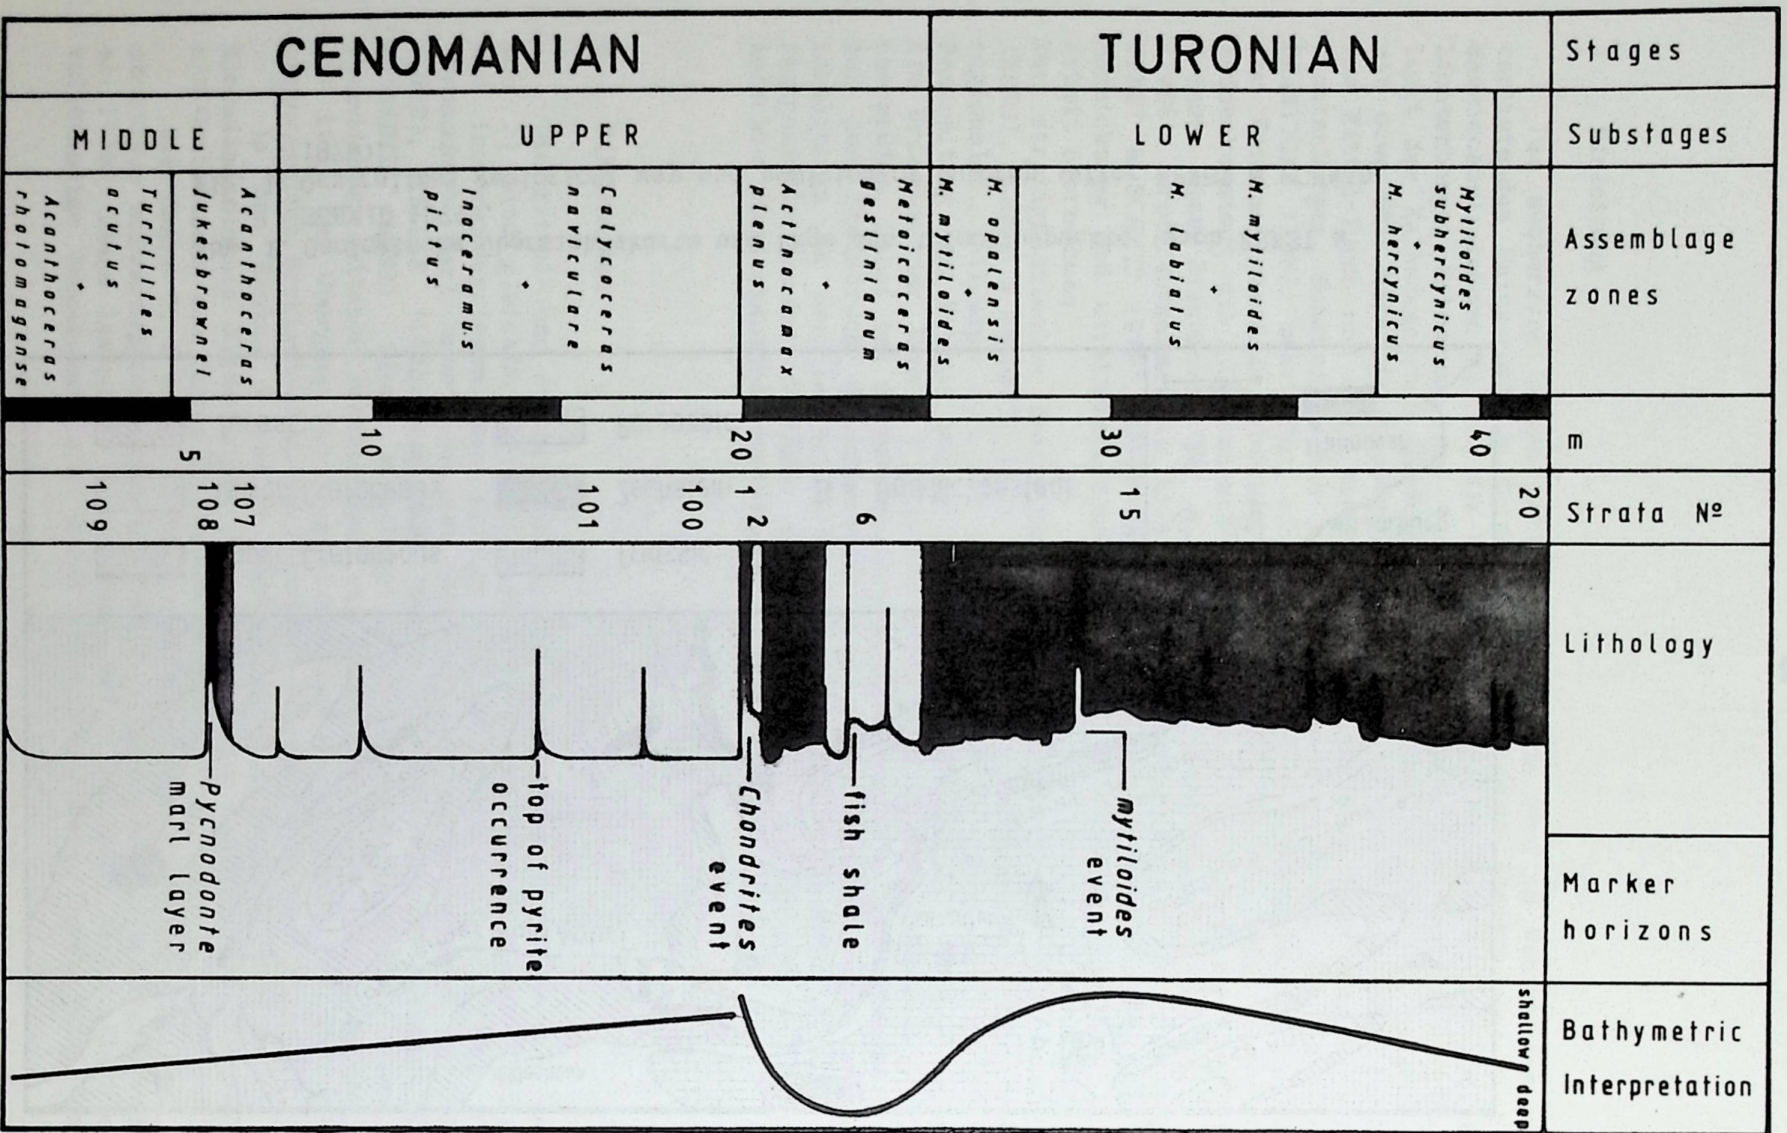 CENOMANIAN
TURONIAN
Stages
MIDDLE
UPPER
LOWER
Substages
Acanthoceras
rhotomagense
+
Turrilites
acutus
Acanthoceras
jukesbrownei
Inoceramus
pictus
+
Calycoceras
naviculare
Actinocamax
plenus
+
Metoicoceras
geslinianum
M. mytiloides
+
M. opalensis
M. labiatus
+
M. mytiloides
M. hercynicus
+
Mytiloides
subhercynicus
Assemblage
zones
5
10
20
30
40
m
109
108
107
101
100
1
2
6
15
20
Strata Nº
Lithology
Pycnodonte
marl layer
top of pyrite
occurrence
Chondrites
event
fish shale
mytiloides
event
Marker
horizons
shallow deep
Bathymetric
Interpretation